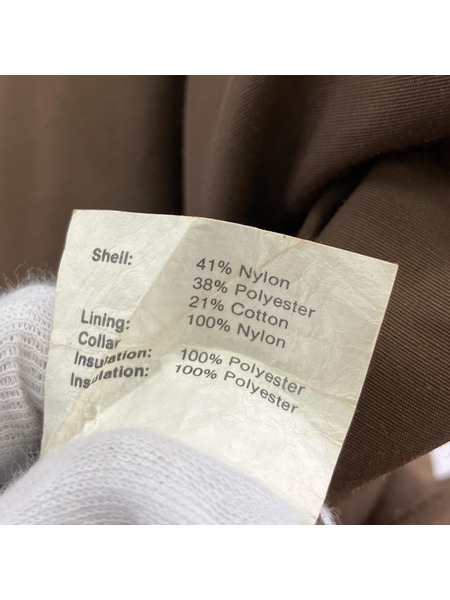 Shell: 41% Nylon
38% Polyester
21% Cotton
Lining: 100% Nylon
Collar
Insulation: 100% Polyester
Insulation: 100% Polyester